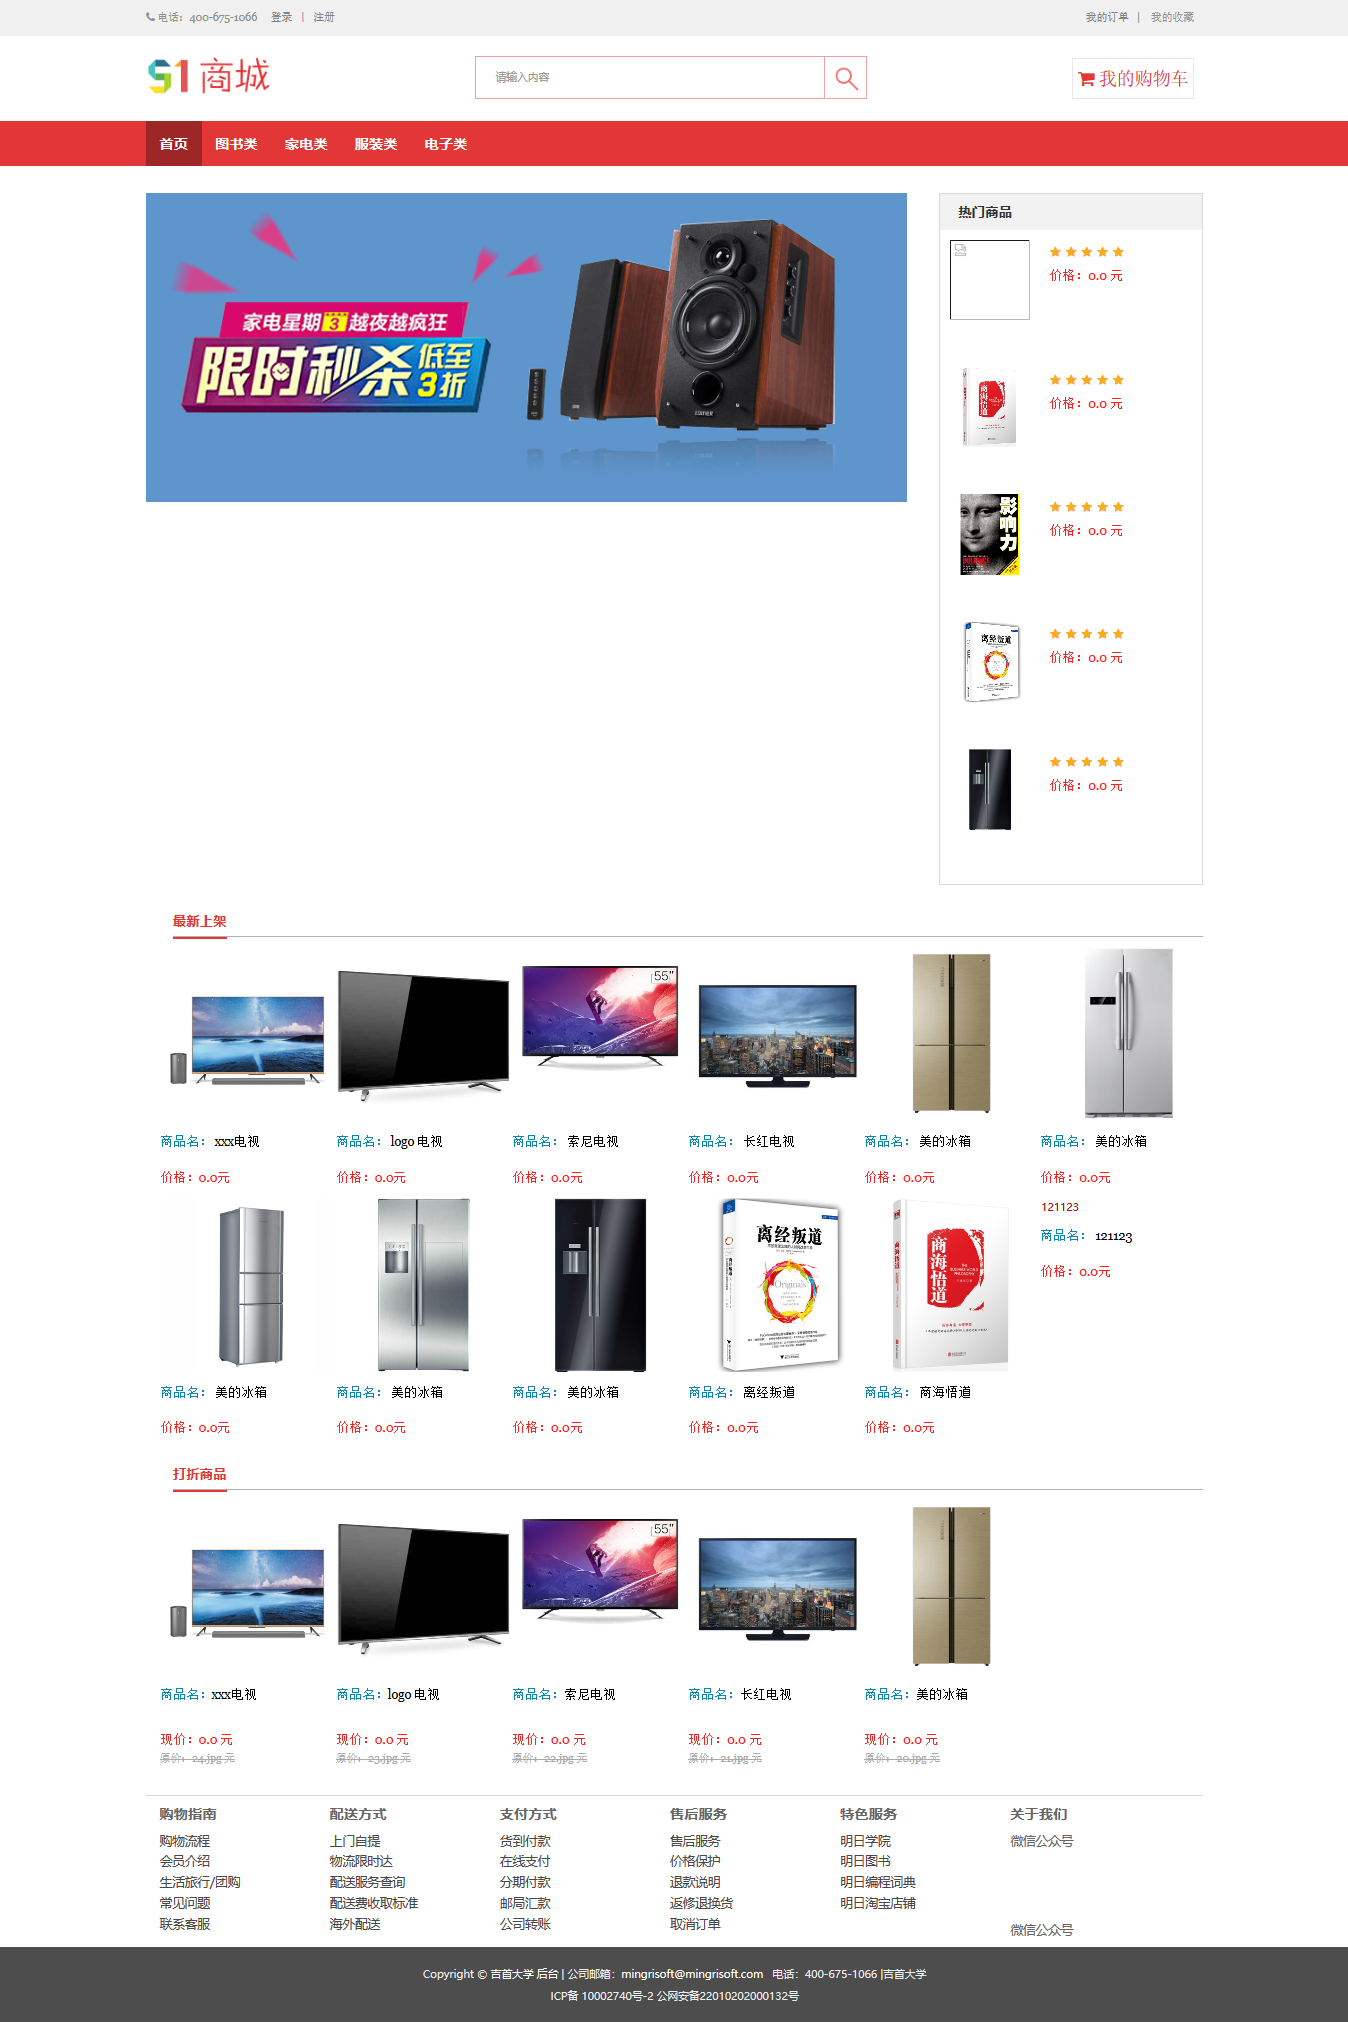 电话：400-675-1066 登录 | 注册
我的订单 | 我的收藏
S1 商城
请输入内容
我的购物车
首页 图书类 家电类 服装类 电子类
家电星期3越夜越疯狂
限时秒杀 低至3折
EDIFIER
热门商品
价格：0.0 元
商海悟道
价格：0.0 元
影响力
价格：0.0 元
离经叛道
价格：0.0 元
价格：0.0 元
最新上架
55"
商品名： xxx电视
商品名： logo 电视
商品名： 索尼电视
商品名： 长红电视
商品名： 美的冰箱
商品名： 美的冰箱
价格：0.0元
价格：0.0元
价格：0.0元
价格：0.0元
价格：0.0元
价格：0.0元
离经叛道
Originals
商海悟道
121123
商品名： 121123
价格：0.0元
商品名： 美的冰箱
商品名： 美的冰箱
商品名： 美的冰箱
商品名： 离经叛道
商品名： 商海悟道
价格：0.0元
价格：0.0元
价格：0.0元
价格：0.0元
价格：0.0元
打折商品
55"
商品名：xxx电视
商品名：logo 电视
商品名：索尼电视
商品名：长红电视
商品名：美的冰箱
现价：0.0 元
现价：0.0 元
现价：0.0 元
现价：0.0 元
现价：0.0 元
原价：24.jpg 元
原价：23.jpg 元
原价：22.jpg 元
原价：21.jpg 元
原价：20.jpg 元
购物指南
购物流程
会员介绍
生活旅行/团购
常见问题
联系客服
配送方式
上门自提
物流限时达
配送服务查询
配送费收取标准
海外配送
支付方式
货到付款
在线支付
分期付款
邮局汇款
公司转账
售后服务
售后服务
价格保护
退款说明
返修退换货
取消订单
特色服务
明日学院
明日图书
明日编程词典
明日淘宝店铺
关于我们
微信公众号
微信公众号
Copyright © 吉首大学 后台 | 公司邮箱：mingrisoft@mingrisoft.com 电话：400-675-1066 |吉首大学
ICP备 10002740号-2 公网安备22010202000132号